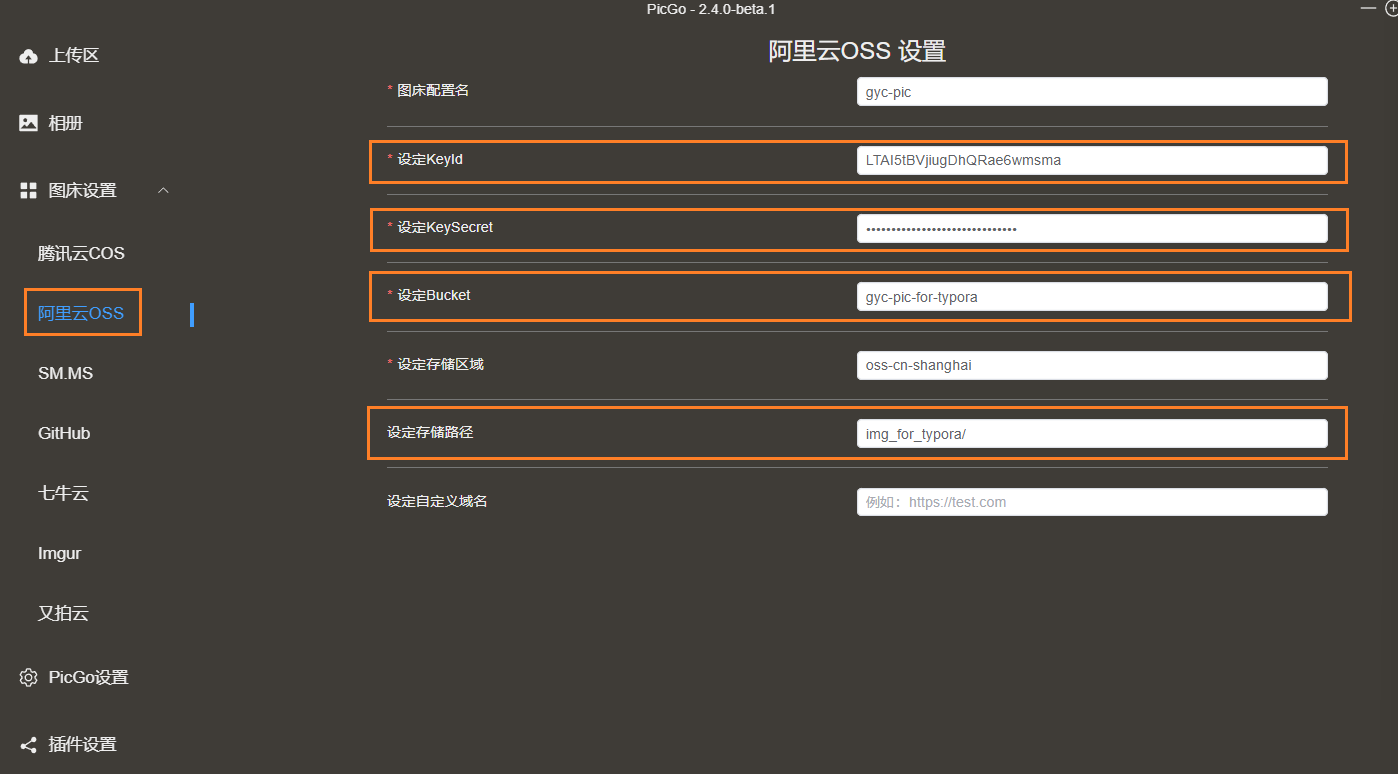 PicGo - 2.4.0-beta.1
上传区
相册
图床设置
腾讯云COS
阿里云OSS
SM.MS
GitHub
七牛云
Imgur
又拍云
PicGo设置
插件设置
阿里云OSS 设置
* 图床配置名
gyc-pic
* 设定KeyId
LTAI5tBVjiugDhQRae6wmsma
* 设定KeySecret
••••••••••••••••••••••••••••••
* 设定Bucket
gyc-pic-for-typora
* 设定存储区域
oss-cn-shanghai
设定存储路径
img_for_typora/
设定自定义域名
例如：https://test.com